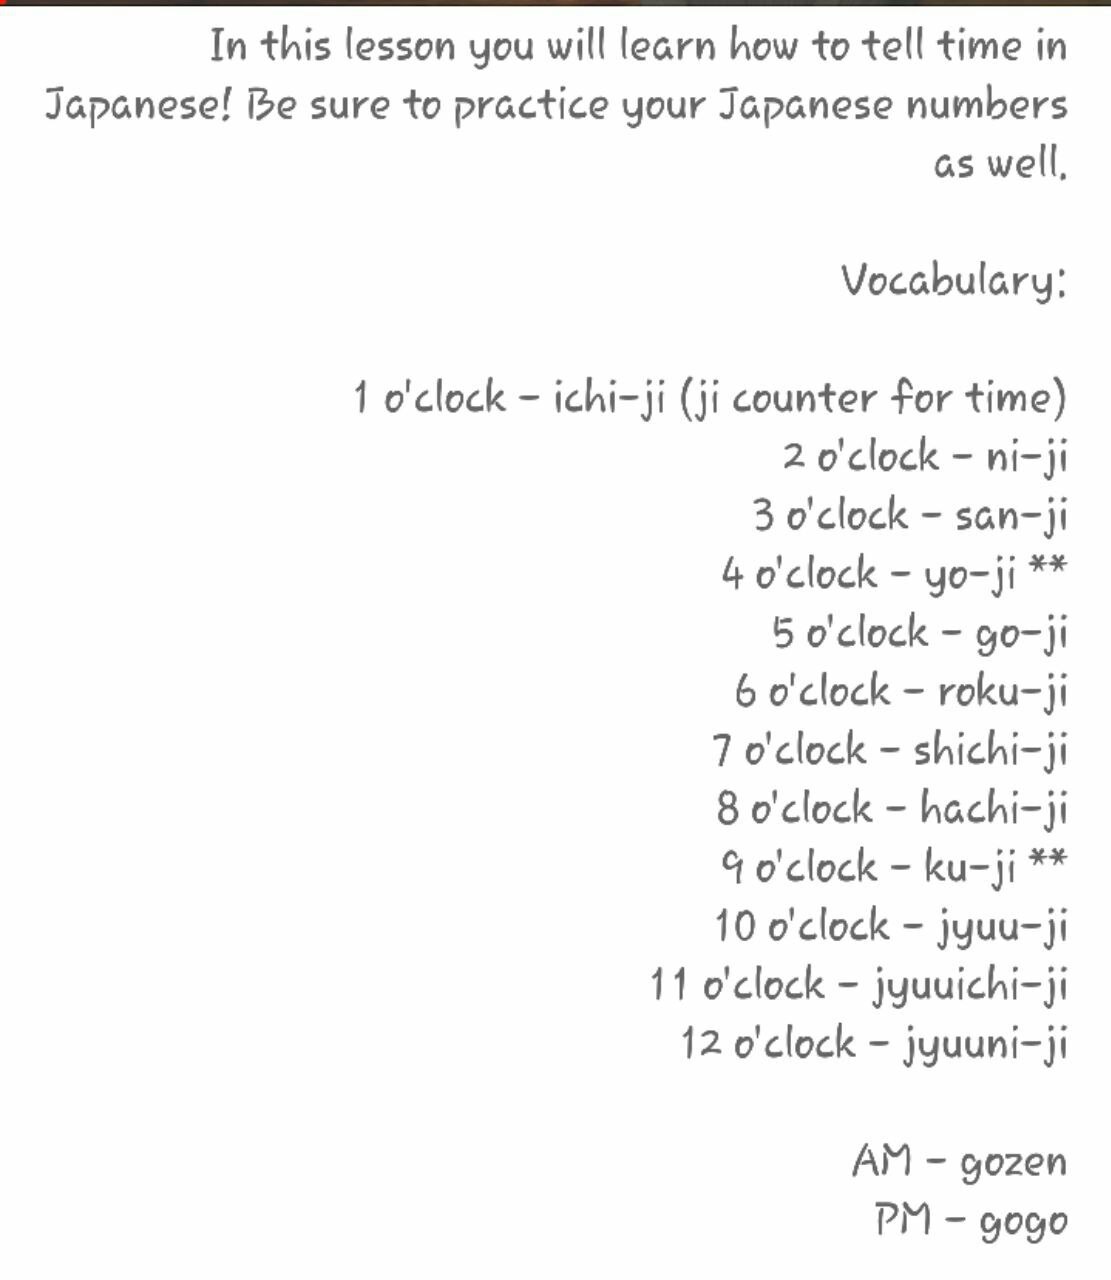 In this lesson you will learn how to tell time in
Japanese! Be sure to practice your Japanese numbers
as well.
Vocabulary:
1 o'clock - ichi-ji (ji counter for time)
2 o'clock - ni-ji
3 o'clock - san-ji
4 o'clock - yo-ji **
5 o'clock - go-ji
6 o'clock - roku-ji
7 o'clock - shichi-ji
8 o'clock - hachi-ji
9 o'clock - ku-ji **
10 o'clock - jyuu-ji
11 o'clock - jyuuichi-ji
12 o'clock - jyuuni-ji
AM - gozen
PM - gogo